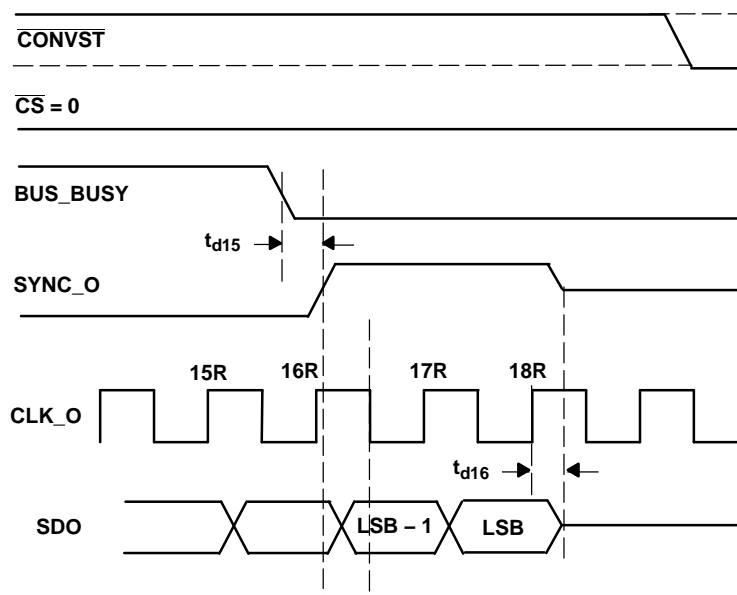 CONVST
CS = 0
BUS_BUSY
td15
SYNC_O
15R 16R 17R 18R
CLK_O
td16
SDO LSB – 1 LSB